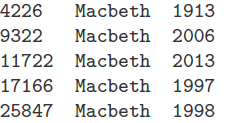 4226 Macbeth 1913
9322 Macbeth 2006
11722 Macbeth 2013
17166 Macbeth 1997
25847 Macbeth 1998